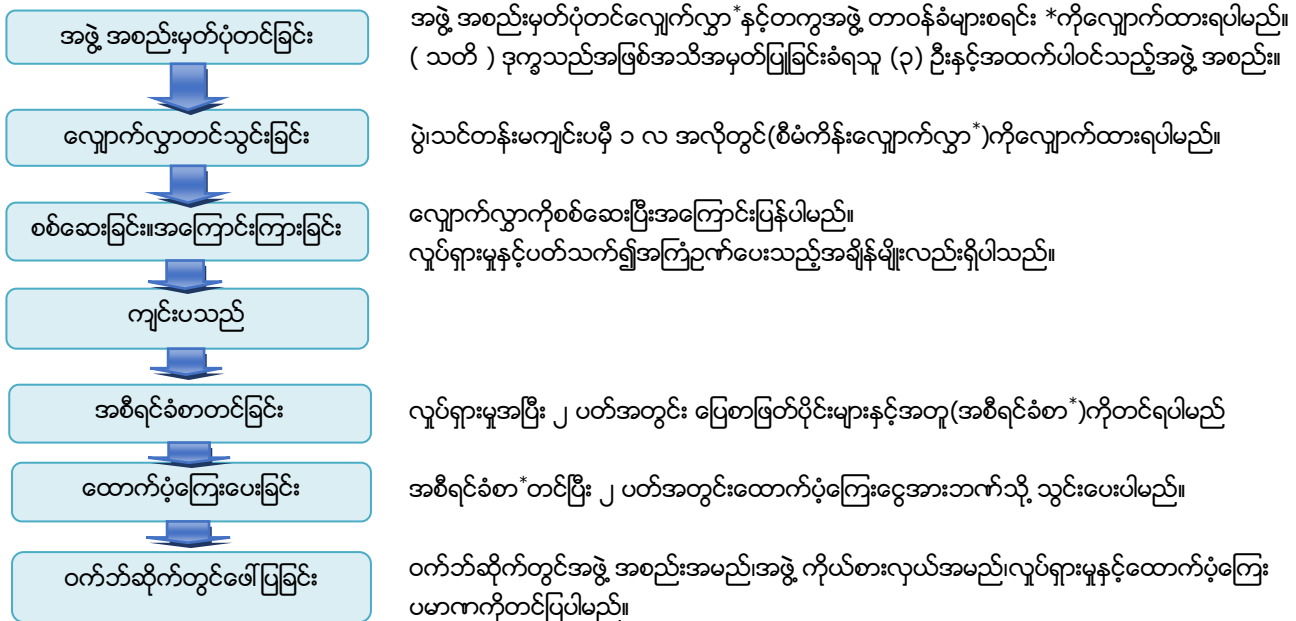 အဖွဲ့ အစည်းမှတ်ပုံတင်ခြင်း
အဖွဲ့ အစည်းမှတ်ပုံတင်လျှောက်လွှာ*နှင့်တကွအဖွဲ့ တာဝန်ခံများစရင်း *ကိုလျှောက်ထားရပါမည်။
( သတိ ) ဒုက္ခသည်အဖြစ်အသိအမှတ်ပြုခြင်းခံရသူ (၃) ဦးနှင့်အထက်ပါဝင်သည့်အဖွဲ့ အစည်း။
လျှောက်လွှာတင်သွင်းခြင်း
ပွဲ၊သင်တန်းမကျင်းပမှီ ၁ လ အလိုတွင်(စီမံကိန်းလျှောက်လွှာ*)ကိုလျှောက်ထားရပါမည်။
စစ်ဆေးခြင်း။အကြောင်းကြားခြင်း
လျှောက်လွှာကိုစစ်ဆေးပြီးအကြောင်းပြန်ပါမည်။
လှုပ်ရှားမှုနှင့်ပတ်သက်၍အကြံဥဏ်ပေးသည့်အချိန်မျိုးလည်းရှိပါသည်။
ကျင်းပသည်
အစီရင်ခံစာတင်ခြင်း
လှုပ်ရှားမှုအပြီး ၂ ပတ်အတွင်း ပြေစာဖြတ်ပိုင်းများနှင့်အတူ(အစီရင်ခံစာ*)ကိုတင်ရပါမည်
ထောက်ပံ့ကြေးပေးခြင်း
အစီရင်ခံစာ*တင်ပြီး ၂ ပတ်အတွင်းထောက်ပံ့ကြေးငွေအားဘဏ်သို့ သွင်းပေးပါမည်။
ဝက်ဘ်ဆိုက်တွင်ဖေါ်ပြခြင်း
ဝက်ဘ်ဆိုက်တွင်အဖွဲ့ အစည်းအမည်၊အဖွဲ့ ကိုယ်စားလှယ်အမည်၊လှုပ်ရှားမှုနှင့်ထောက်ပံ့ကြေး
ပမာဏကိုတင်ပြပါမည်။